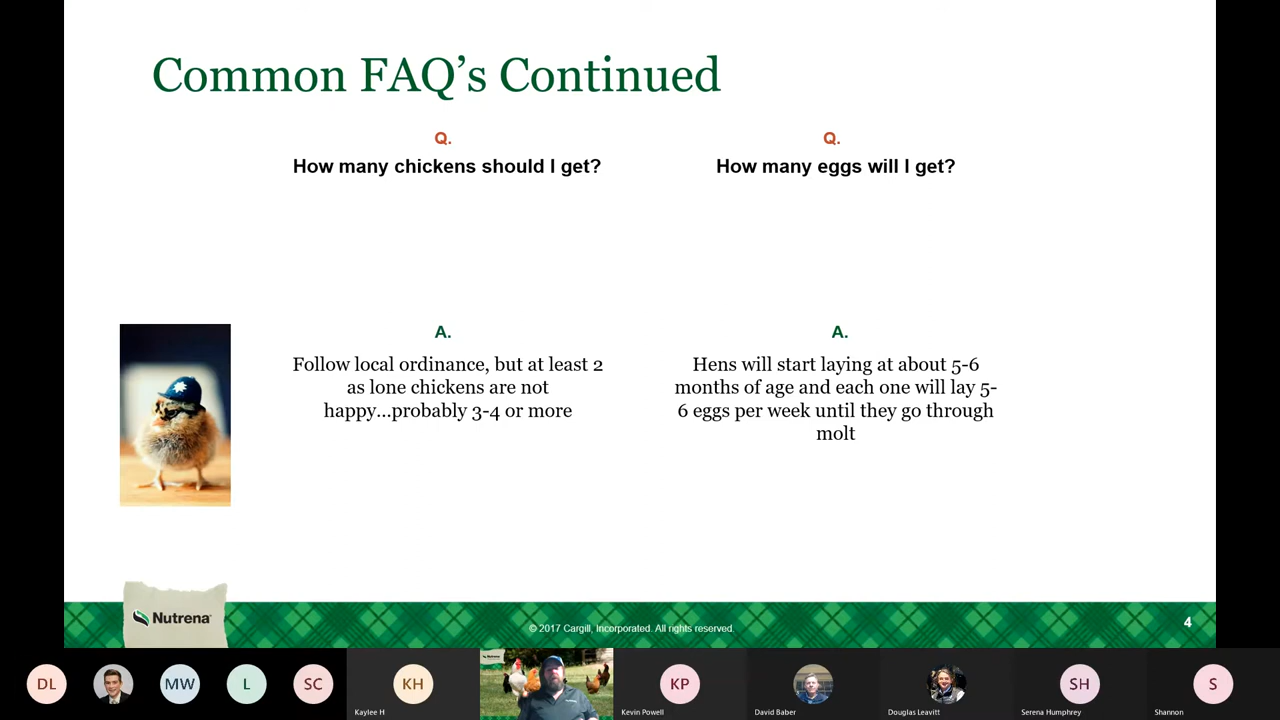 Common FAQ's Continued
Q.
How many chickens should I get?
Q.
How many eggs will I get?
A.
Follow local ordinance, but at least 2
as lone chickens are not
happy...probably 3-4 or more
A.
Hens will start laying at about 5-6
months of age and each one will lay 5-
6 eggs per week until they go through
molt
Nutrena
© 2017 Cargill, Incorporated. All rights reserved.
4
DL
MW
L
SC
KH
Kaylee H
Nutrena
KP
Kevin Powell
David Baber
Douglas Leavitt
SH
Serena Humphrey
S
Shannon